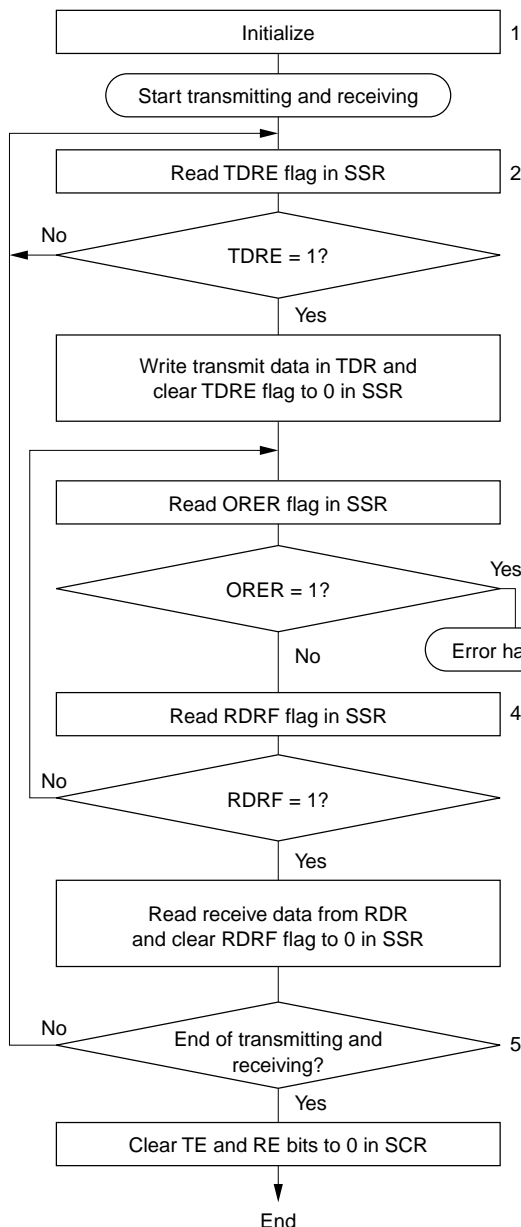 Initialize
1
Start transmitting and receiving
Read TDRE flag in SSR
2
No
TDRE = 1?
Yes
Write transmit data in TDR and
clear TDRE flag to 0 in SSR
Read ORER flag in SSR
Yes
ORER = 1?
Error ha
No
Read RDRF flag in SSR
4
No
RDRF = 1?
Yes
Read receive data from RDR
and clear RDRF flag to 0 in SSR
No
End of transmitting and
receiving?
5
Yes
Clear TE and RE bits to 0 in SCR
End